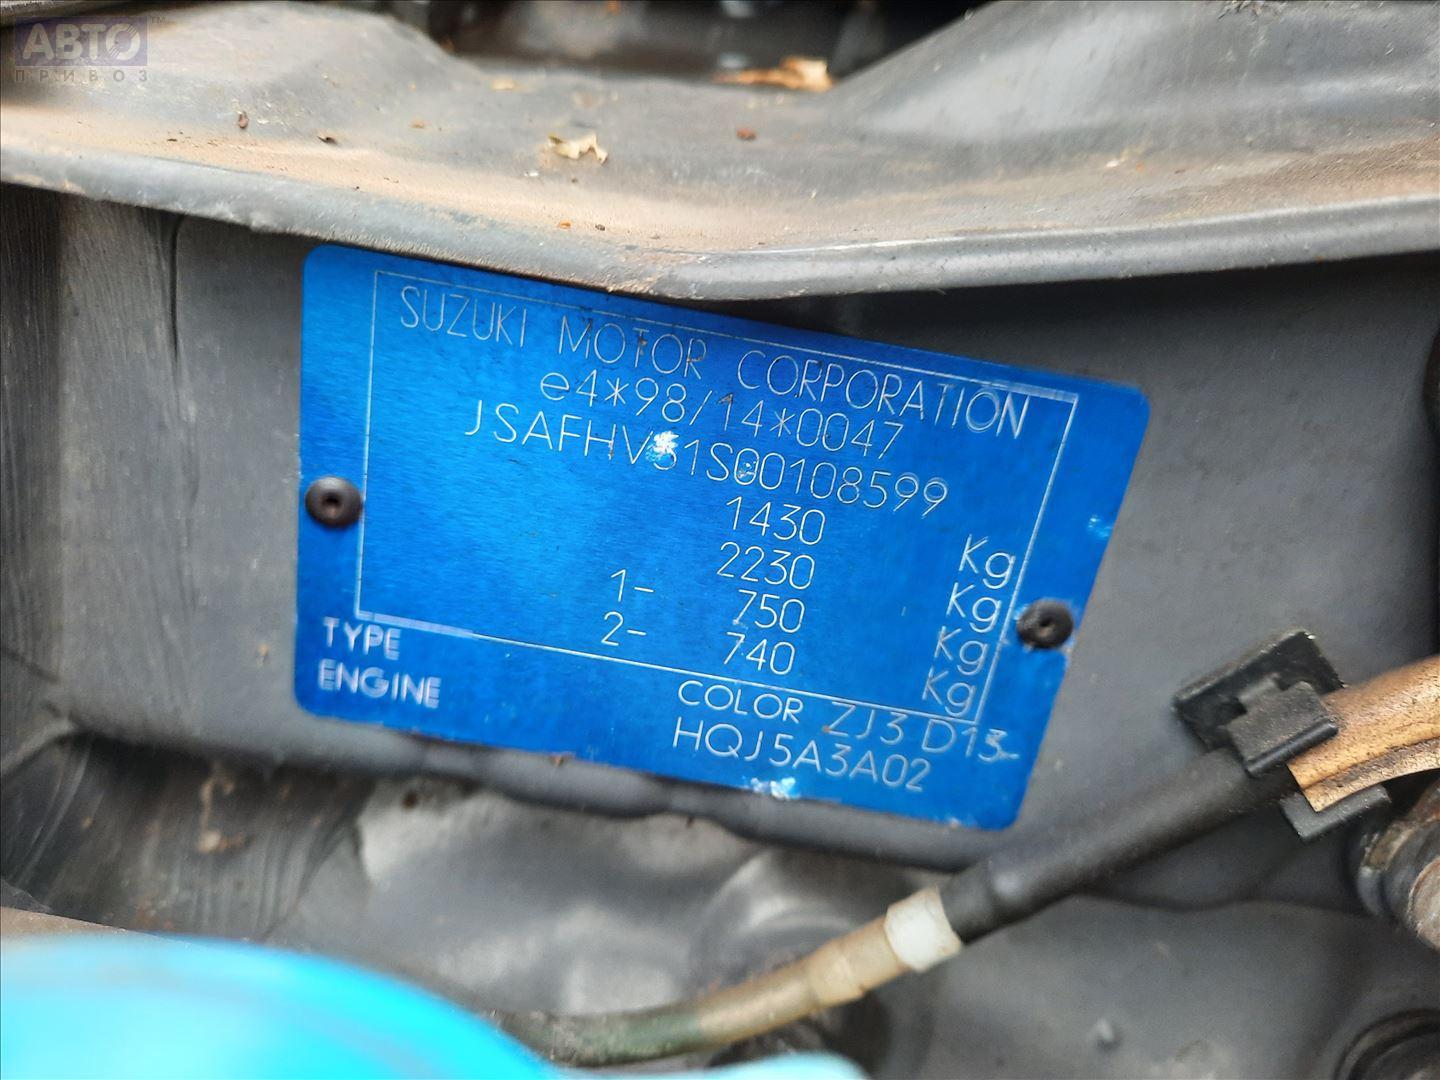 АВТО™
ПРИВОЗ
SUZUKI MOTOR CORPORATION
e4*98/14*0047
JSAFHV51S00108599
1430 Kg
2230 Kg
1- 750 Kg
2- 740 Kg
TYPE COLOR ZJ3 D13-
ENGINE HQJ5A3A02